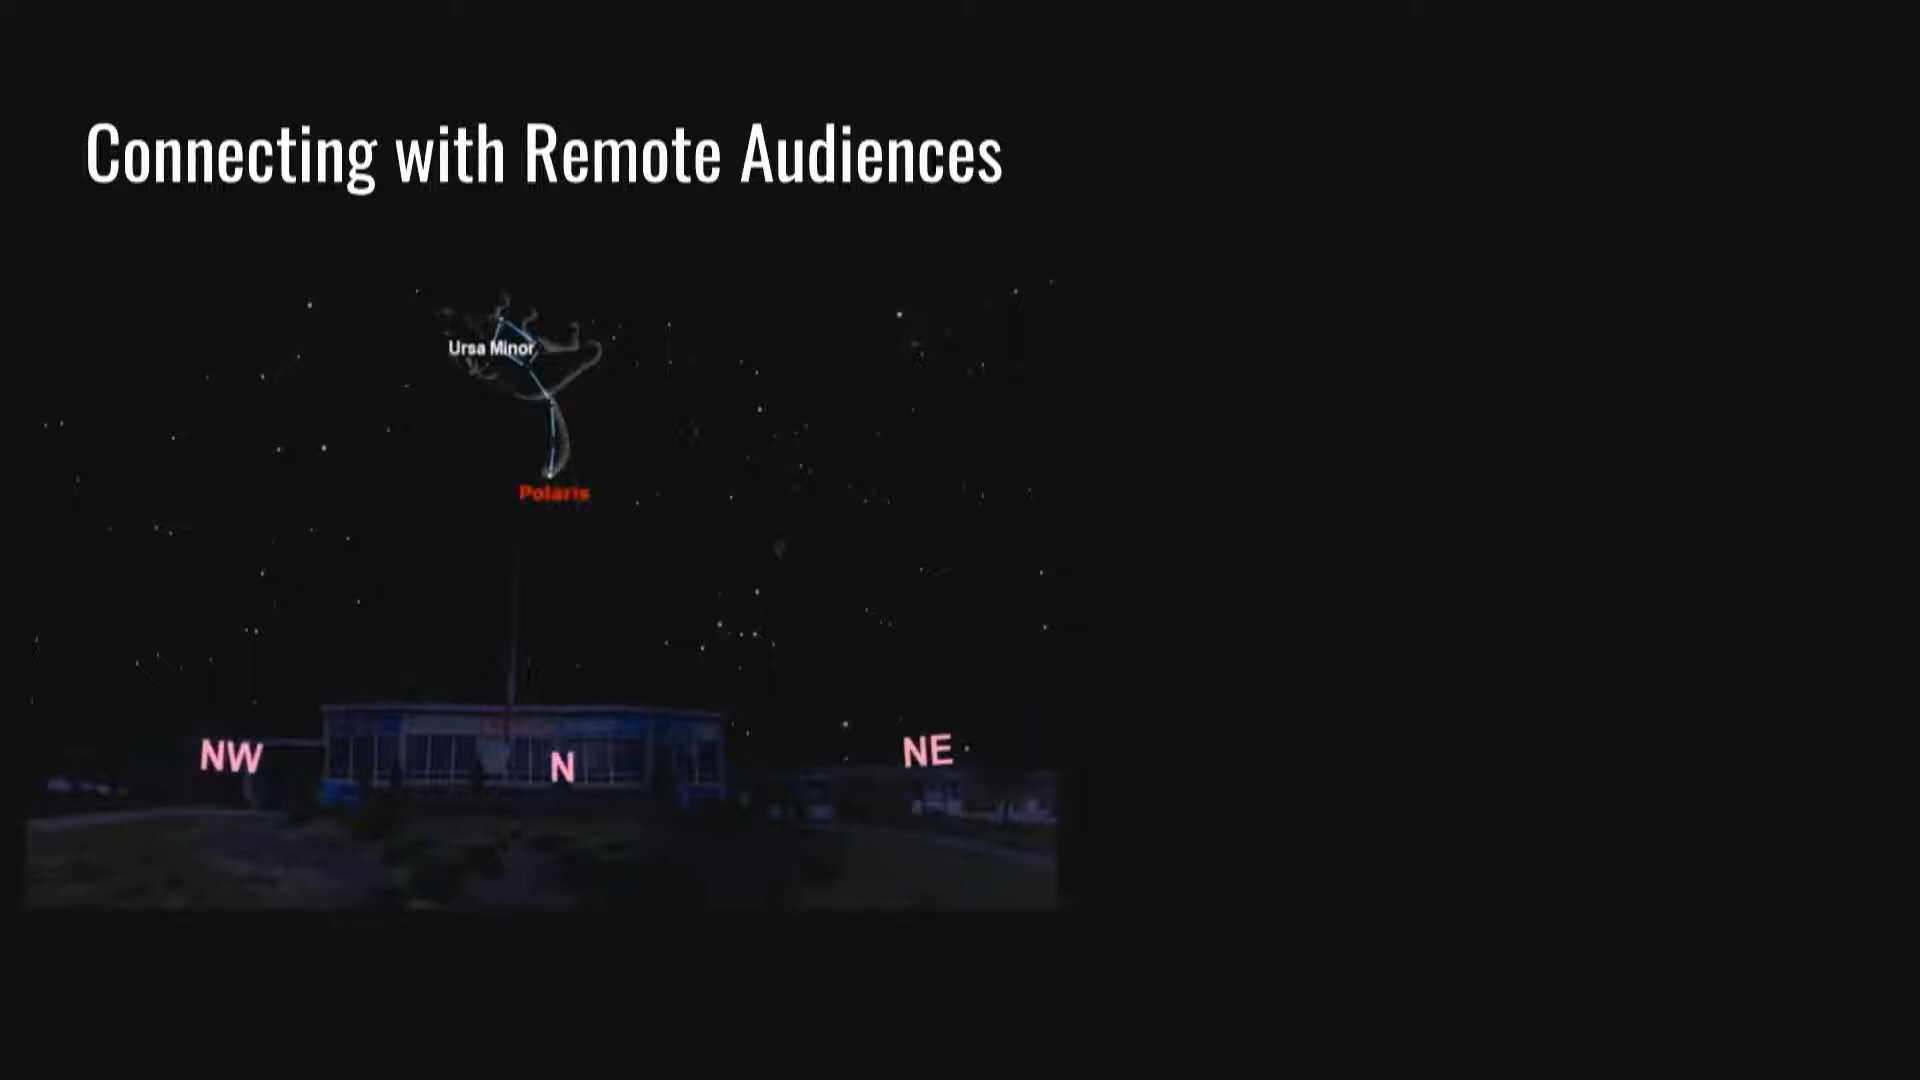 Connecting with Remote Audiences
Ursa Minor
Polaris
NW
N
NE